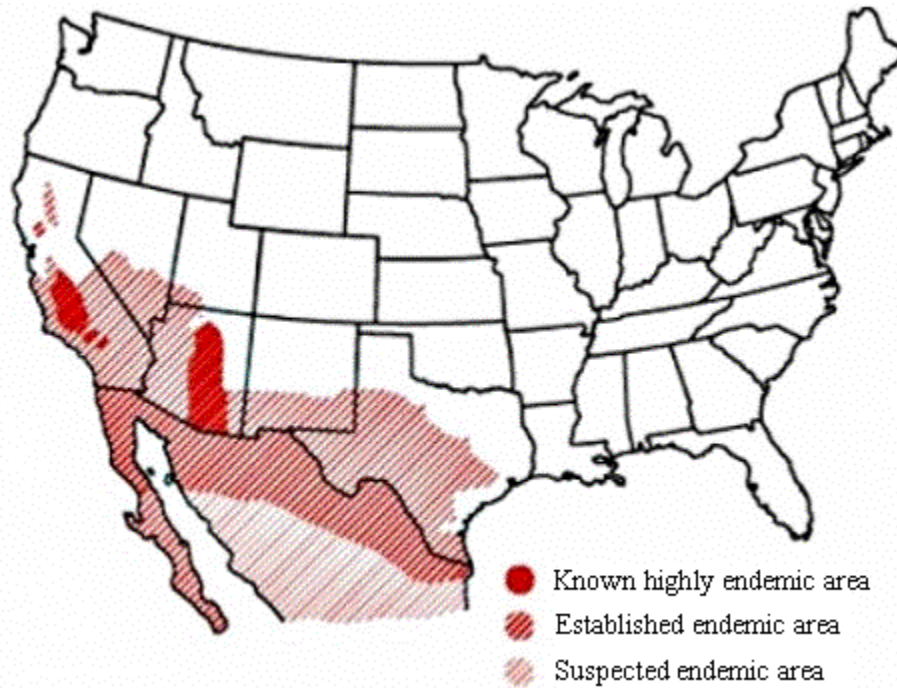 Known highly endemic area
Established endemic area
Suspected endemic area